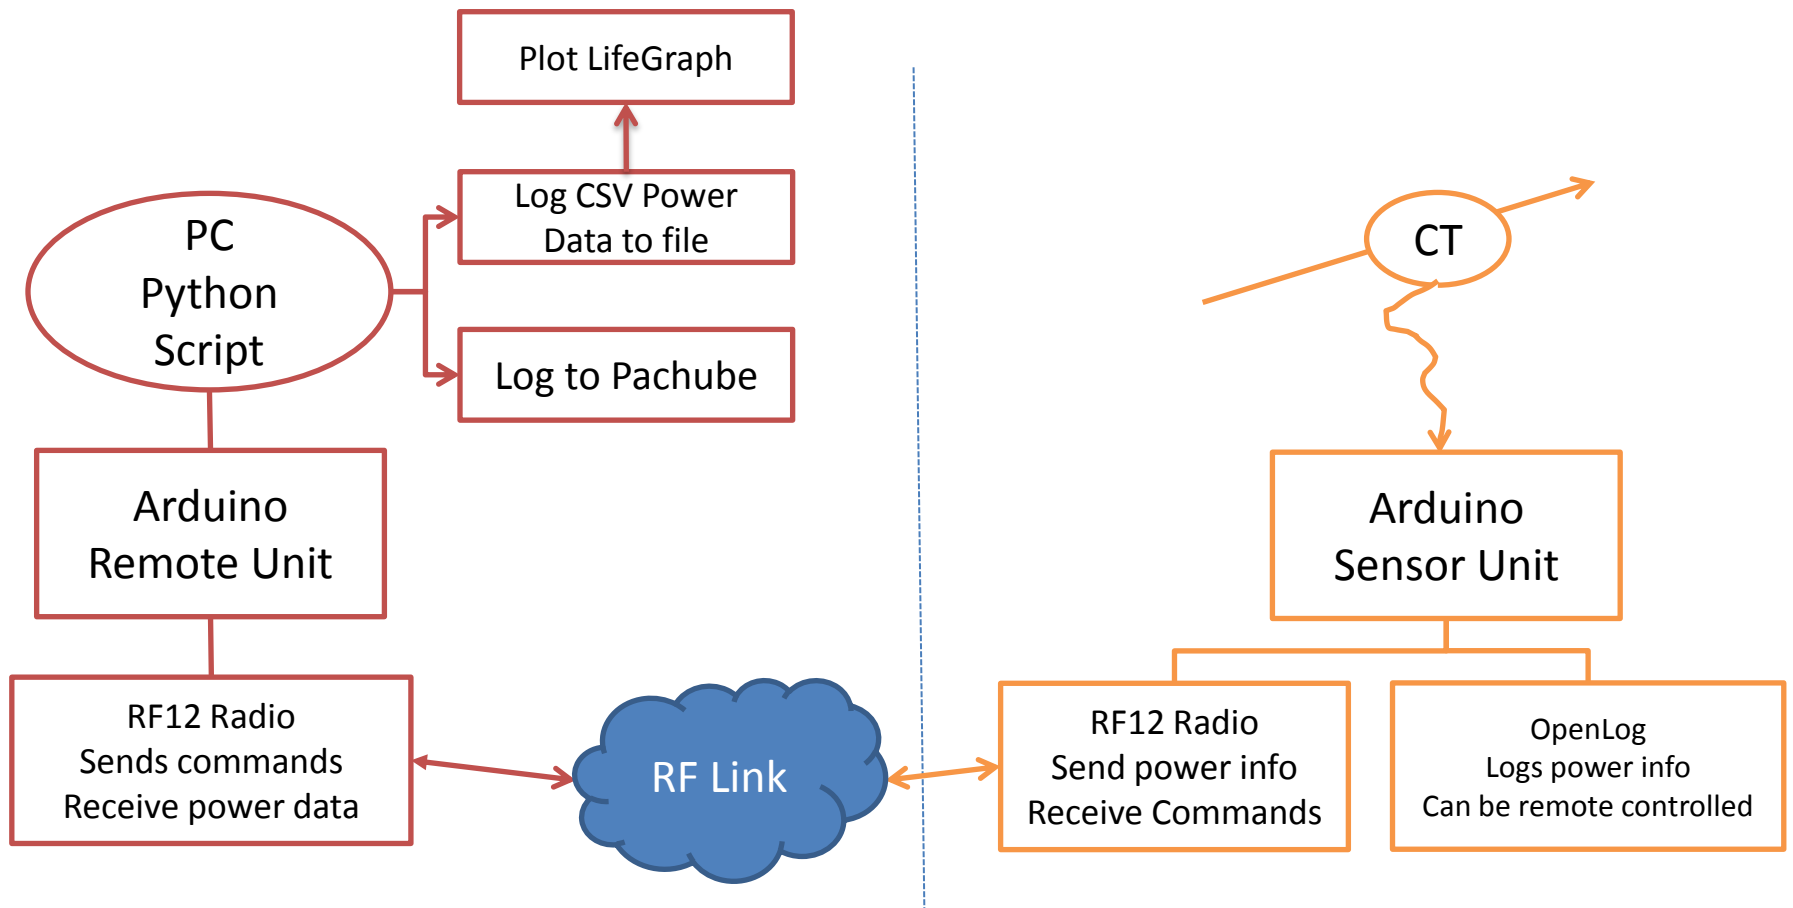 Plot LifeGraph
Log CSV Power
Data to file
PC
Python
Script
Log to Pachube
Arduino
Remote Unit
RF12 Radio
Sends commands
Receive power data
RF Link
CT
Arduino
Sensor Unit
RF12 Radio
Send power info
Receive Commands
OpenLog
Logs power info
Can be remote controlled